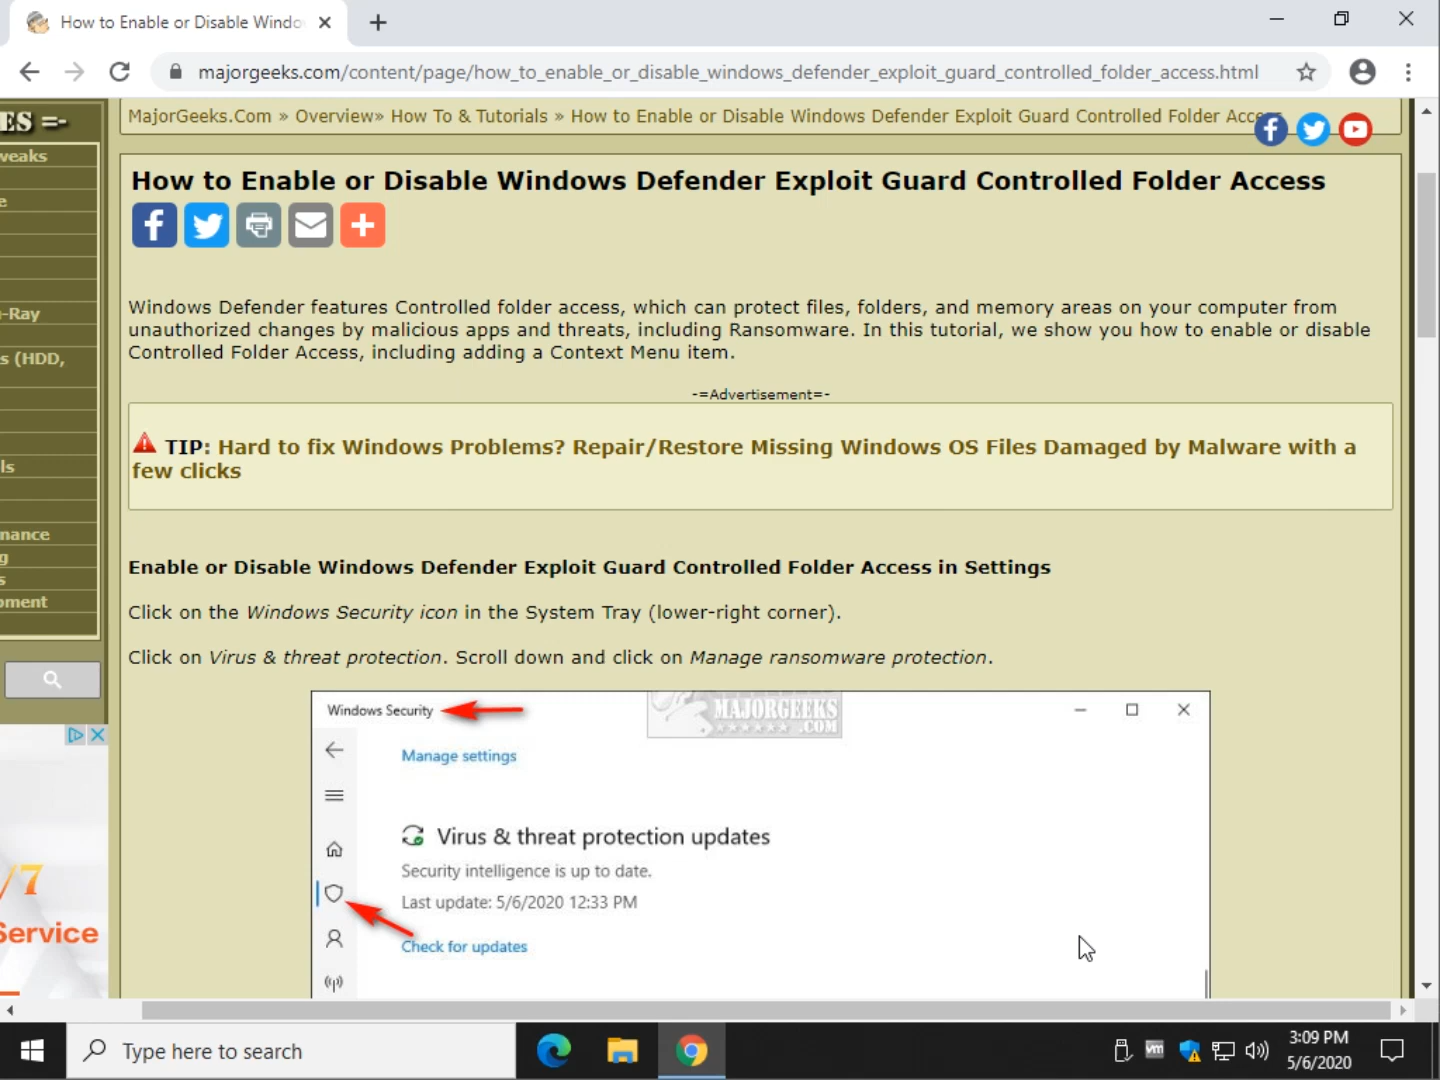 How to Enable or Disable Windo
majorgeeks.com/content/page/how_to_enable_or_disable_windows_defender_exploit_guard_controlled_folder_access.html
ES =-
weaks
e
-Ray
s (HDD,
ls
nance
g
s
pment
MajorGeeks.Com » Overview» How To & Tutorials » How to Enable or Disable Windows Defender Exploit Guard Controlled Folder Acce
How to Enable or Disable Windows Defender Exploit Guard Controlled Folder Access
Windows Defender features Controlled folder access, which can protect files, folders, and memory areas on your computer from
unauthorized changes by malicious apps and threats, including Ransomware. In this tutorial, we show you how to enable or disable
Controlled Folder Access, including adding a Context Menu item.
-=Advertisement=-
TIP: Hard to fix Windows Problems? Repair/Restore Missing Windows OS Files Damaged by Malware with a
few clicks
Enable or Disable Windows Defender Exploit Guard Controlled Folder Access in Settings
Click on the Windows Security icon in the System Tray (lower-right corner).
Click on Virus & threat protection. Scroll down and click on Manage ransomware protection.
Windows Security
MAJORGEEKS
.COM
Manage settings
Virus & threat protection updates
Security intelligence is up to date.
Last update: 5/6/2020 12:33 PM
Check for updates
/7
Service
Type here to search
vm
3:09 PM
5/6/2020